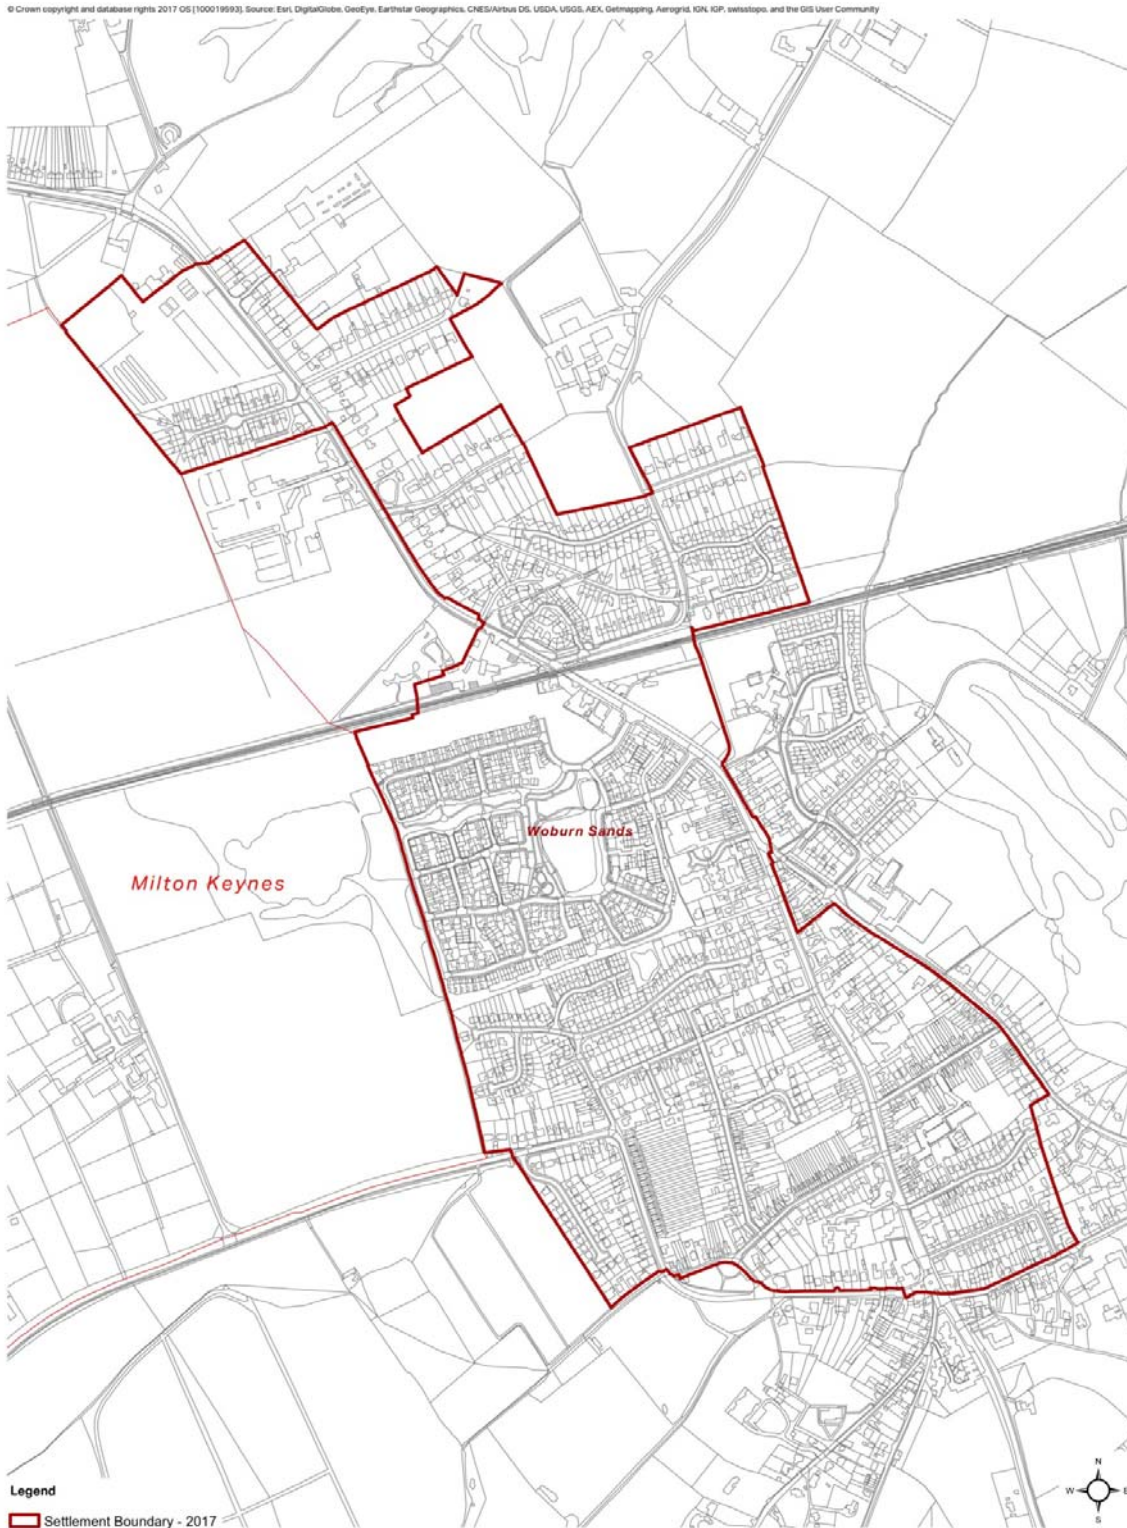 © Crown copyright and database rights 2017 OS [100019593]. Source: Esri, DigitalGlobe, GeoEye, Earthstar Geographics, CNES/Airbus DS, USDA, USGS, AEX, Getmapping, Aerogrid, IGN, IGP, swisstopo, and the GIS User Community
Woburn Sands
Milton Keynes
N
W E
S
Legend
Settlement Boundary - 2017